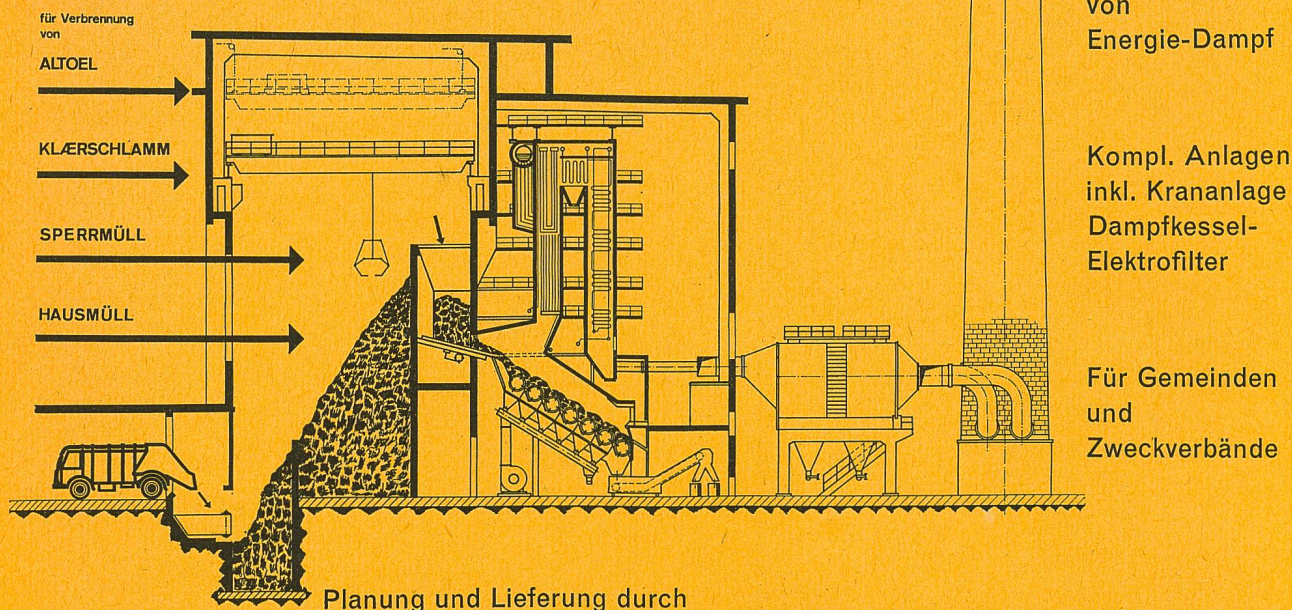 für Verbrennung
von
ALTOEL
KLÆRSCHLAMM
SPERRMÜLL
HAUSMÜLL
von
Energie-Dampf
Kompl. Anlagen
inkl. Krananlage
Dampfkessel-
Elektrofilter
Für Gemeinden
und
Zweckverbände
Planung und Lieferung durch